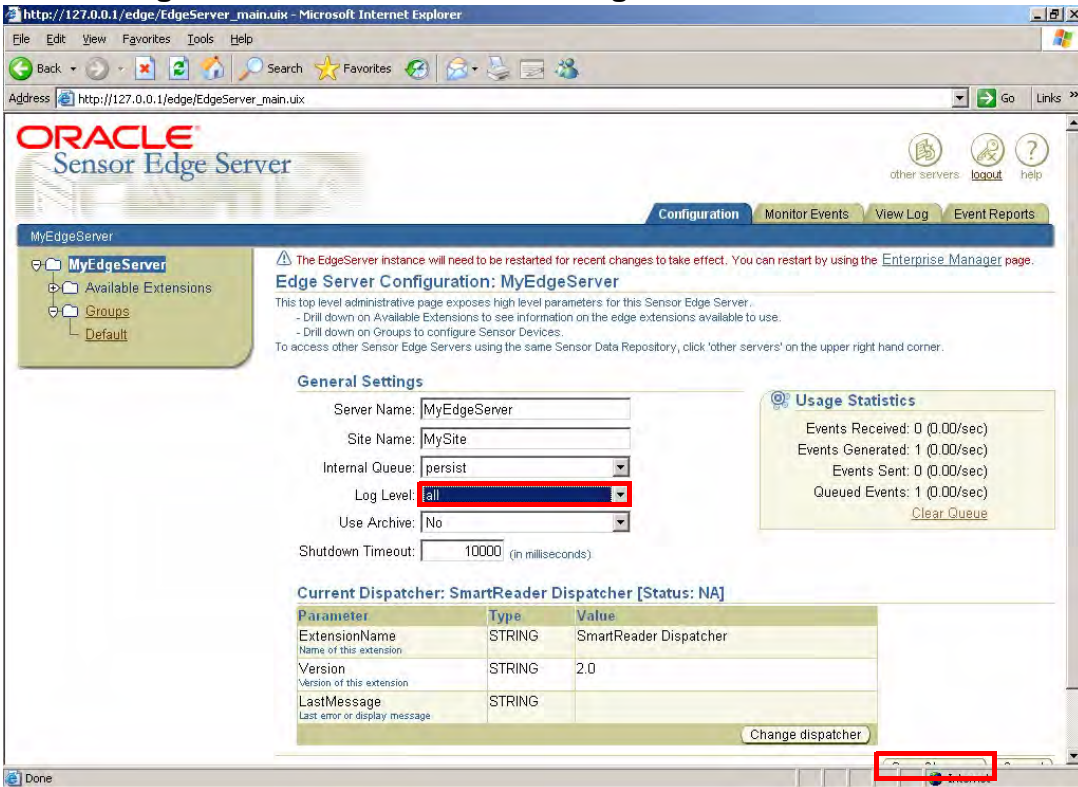 http://127.0.0.1/edge/EdgeServer_main.uix - Microsoft Internet Explorer
File Edit View Favorites Tools Help
Back Search Favorites
Address http://127.0.0.1/edge/EdgeServer_main.uix Go Links »
ORACLE
Sensor Edge Server
other servers logout help
Configuration Monitor Events View Log Event Reports
MyEdgeServer
MyEdgeServer
Available Extensions
Groups
Default
The EdgeServer instance will need to be restarted for recent changes to take effect. You can restart by using the Enterprise Manager page.
Edge Server Configuration: MyEdgeServer
This top level administrative page exposes high level parameters for this Sensor Edge Server.
- Drill down on Available Extensions to see information on the edge extensions available to use.
- Drill down on Groups to configure Sensor Devices.
To access other Sensor Edge Servers using the same Sensor Data Repository, click 'other servers' on the upper right hand corner.
General Settings
Server Name: MyEdgeServer
Site Name: MySite
Internal Queue: persist
Log Level: all
Use Archive: No
Shutdown Timeout: 10000 (in milliseconds)
Usage Statistics
Events Received: 0 (0.00/sec)
Events Generated: 1 (0.00/sec)
Events Sent: 0 (0.00/sec)
Queued Events: 1 (0.00/sec)
Clear Queue
Current Dispatcher: SmartReader Dispatcher [Status: NA]
Parameter Type Value
ExtensionName STRING SmartReader Dispatcher
Name of this extension
Version STRING 2.0
Version of this extension
LastMessage STRING
Last error or display message
Change dispatcher
Done Internet